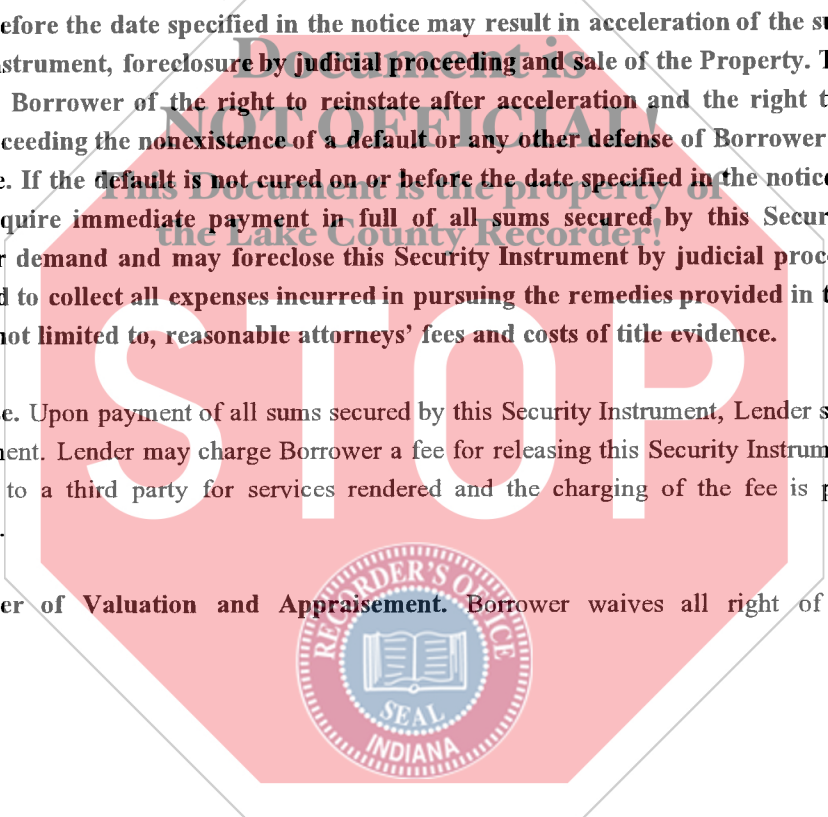 efore the date specified in the notice may result in acceleration of the su
strument, foreclosure by judicial proceeding and sale of the Property. T
Borrower of the right to reinstate after acceleration and the right t
ceeding the nonexistence of a default or any other defense of Borrower
e. If the default is not cured on or before the date specified in the notice
quire immediate payment in full of all sums secured by this Secur
r demand and may foreclose this Security Instrument by judicial proc
d to collect all expenses incurred in pursuing the remedies provided in t
not limited to, reasonable attorneys' fees and costs of title evidence.
e. Upon payment of all sums secured by this Security Instrument, Lender s
nent. Lender may charge Borrower a fee for releasing this Security Instrum
to a third party for services rendered and the charging of the fee is p
.
er of Valuation and Appraisement. Borrower waives all right of
Document is
NOT OFFICIAL!
This Document is the property of
the Lake County Recorder!
STOP
RECORDER'S OFFICE
SEAL
INDIANA